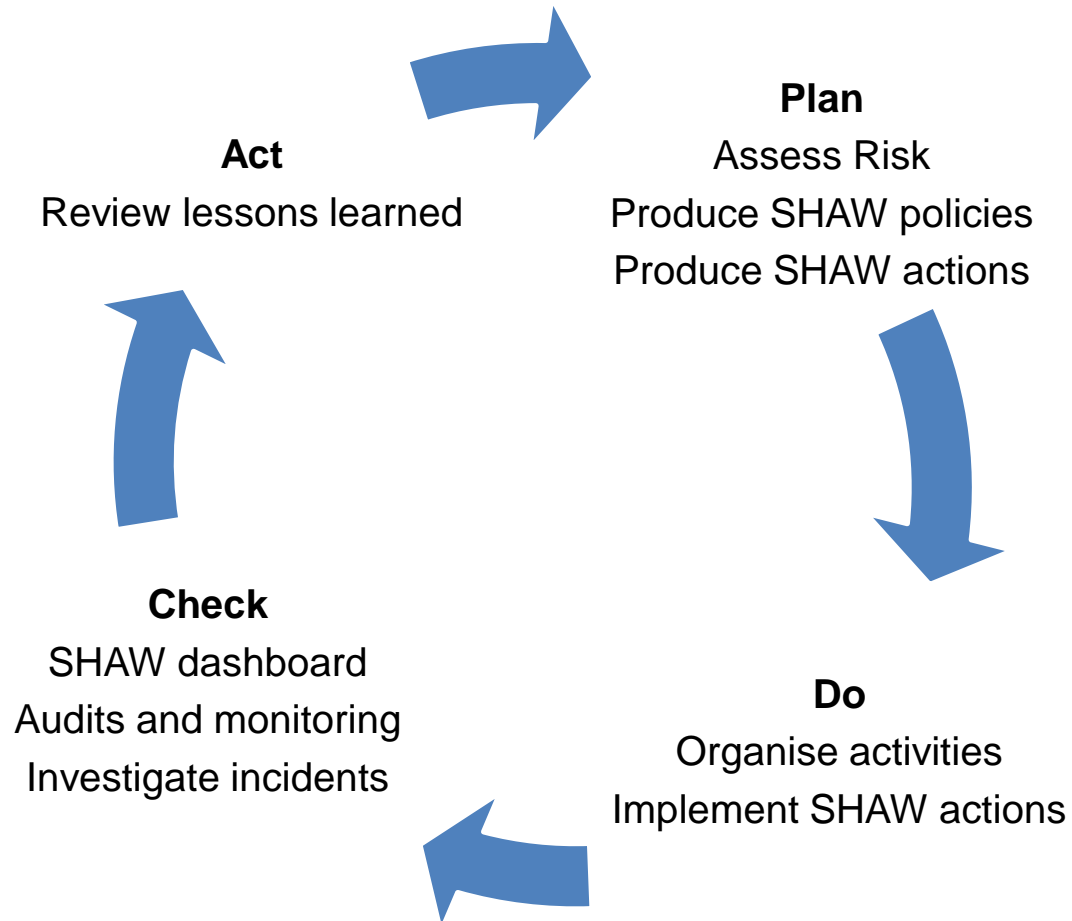 Plan
Assess Risk
Produce SHAW policies
Produce SHAW actions
Do
Organise activities
Implement SHAW actions
Check
SHAW dashboard
Audits and monitoring
Investigate incidents
Act
Review lessons learned